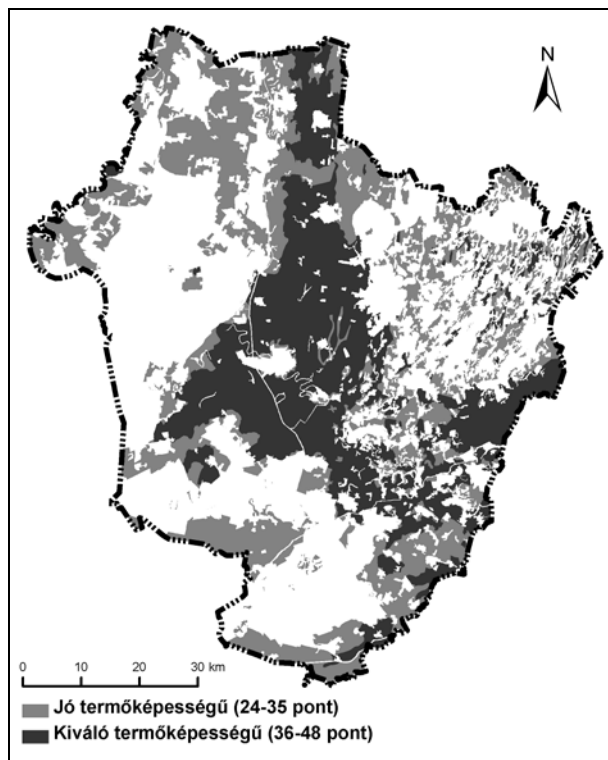 N
0 10 20 30 km
Jó termőképességű (24-35 pont)
Kiváló termőképességű (36-48 pont)